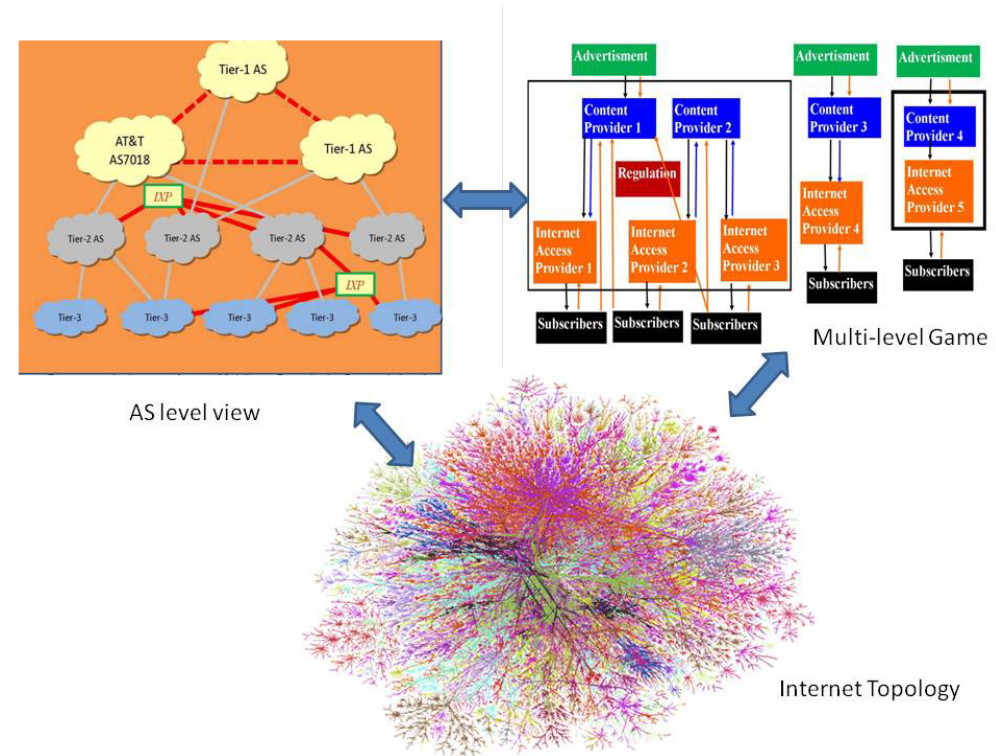 Tier-1 AS
AT&T
AS7018
Tier-1 AS
IXP
Tier-2 AS
Tier-2 AS
Tier-2 AS
Tier-2 AS
IXP
Tier-3
Tier-3
Tier-3
Tier-3
Tier-3
AS level view
Advertisment
Content
Provider 1
Content
Provider 2
Regulation
Internet
Access
Provider 1
Internet
Access
Provider 2
Internet
Access
Provider 3
Subscribers
Subscribers
Subscribers
Advertisment
Content
Provider 3
Internet
Access
Provider 4
Subscribers
Advertisment
Content
Provider 4
Internet
Access
Provider 5
Subscribers
Multi-level Game
Internet Topology